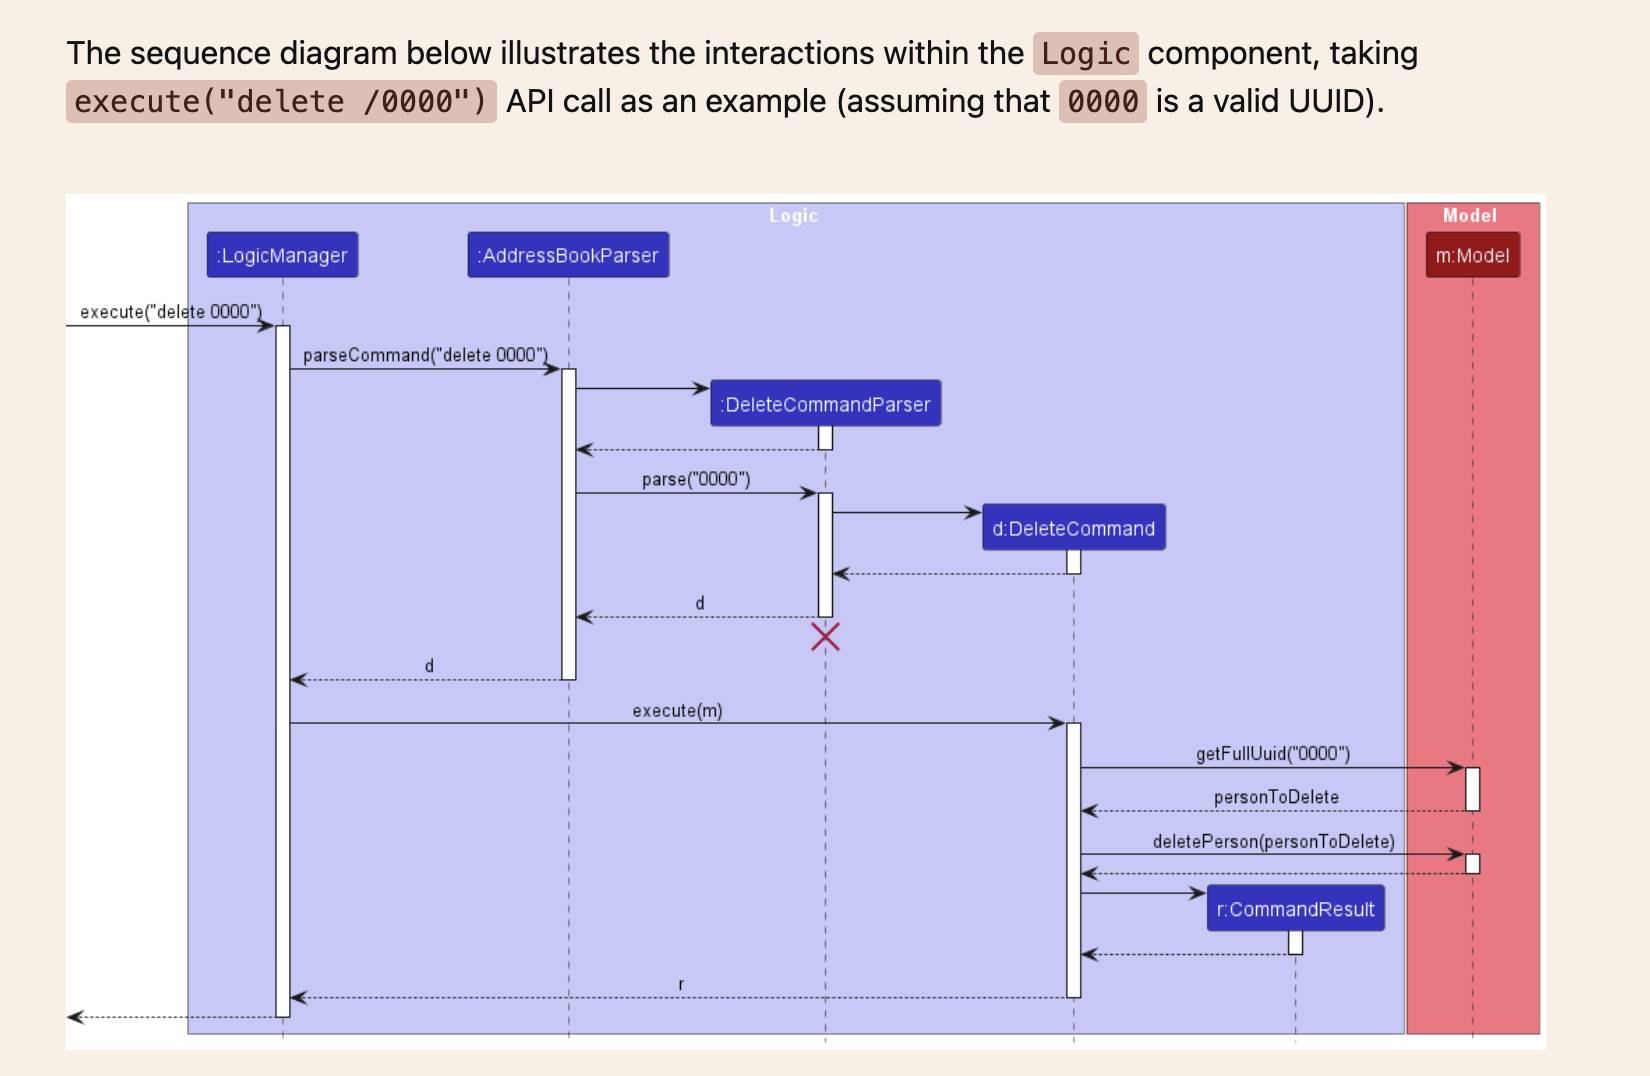 The sequence diagram below illustrates the interactions within the Logic component, taking
execute("delete /0000") API call as an example (assuming that 0000 is a valid UUID).
Logic
Model
:LogicManager
:AddressBookParser
m:Model
execute("delete 0000")
parseCommand("delete 0000")
:DeleteCommandParser
parse("0000")
d:DeleteCommand
d
d
execute(m)
getFullUuid("0000")
personToDelete
deletePerson(personToDelete)
r:CommandResult
r